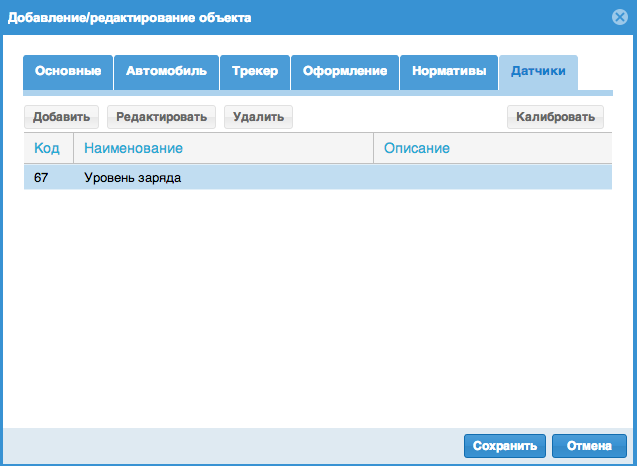 Добавление/редактирование объекта
Основные Автомобиль Трекер Оформление Нормативы Датчики
Добавить Редактировать Удалить Калибровать
Код Наименование Описание
67 Уровень заряда
Сохранить Отмена